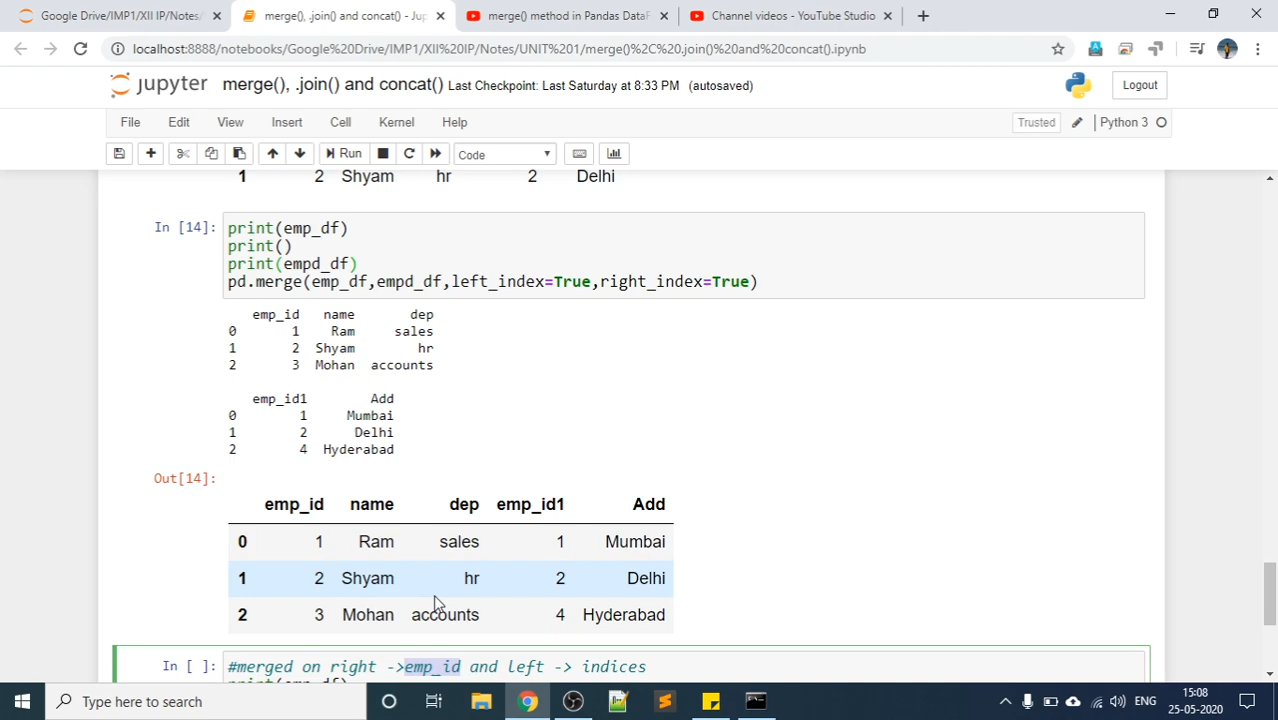 Google Drive/IMP1/XII IP/Notes/
merge(), .join() and concat() - Jup
merge() method in Pandas DataF
Channel videos - YouTube Studio
localhost:8888/notebooks/Google%20Drive/IMP1/XII%20IP/Notes/UNIT%201/merge()%2C%20.join()%20and%20concat().ipynb
jupyter merge(), .join() and concat() Last Checkpoint: Last Saturday at 8:33 PM (autosaved)
Logout
File Edit View Insert Cell Kernel Help
Trusted Python 3
Run Code
1 2 Shyam hr 2 Delhi
In [14]: print(emp_df)
print()
print(empd_df)
pd.merge(emp_df,empd_df,left_index=True,right_index=True)
emp_id name dep
0 1 Ram sales
1 2 Shyam hr
2 3 Mohan accounts
emp_id1 Add
0 1 Mumbai
1 2 Delhi
2 4 Hyderabad
Out[14]:
emp_id name dep emp_id1 Add
0 1 Ram sales 1 Mumbai
1 2 Shyam hr 2 Delhi
2 3 Mohan accounts 4 Hyderabad
In [ ]: #merged on right ->emp_id and left -> indices
print(emp_df)
Type here to search
ENG
15:08
25-05-2020